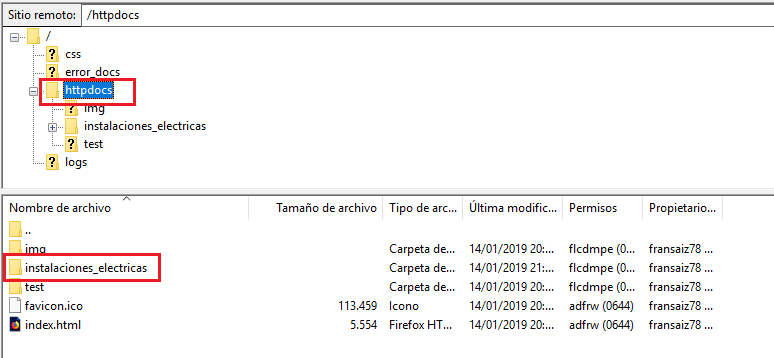 Sitio remoto: /httpdocs
/
css
error_docs
httpdocs
img
instalaciones_electricas
test
logs
Nombre de archivo Tamaño de archivo Tipo de arc... Última modific... Permisos Propietario...
..
img Carpeta de... 14/01/2019 20:... flcdmpe (0... fransaiz78 ...
instalaciones_electricas Carpeta de... 14/01/2019 21:... flcdmpe (0... fransaiz78 ...
test Carpeta de... 14/01/2019 20:... flcdmpe (0... fransaiz78 ...
favicon.ico 113.459 Icono 14/01/2019 20:... adfrw (0644) fransaiz78 ...
index.html 5.554 Firefox HT... 14/01/2019 20:... adfrw (0644) fransaiz78 ...